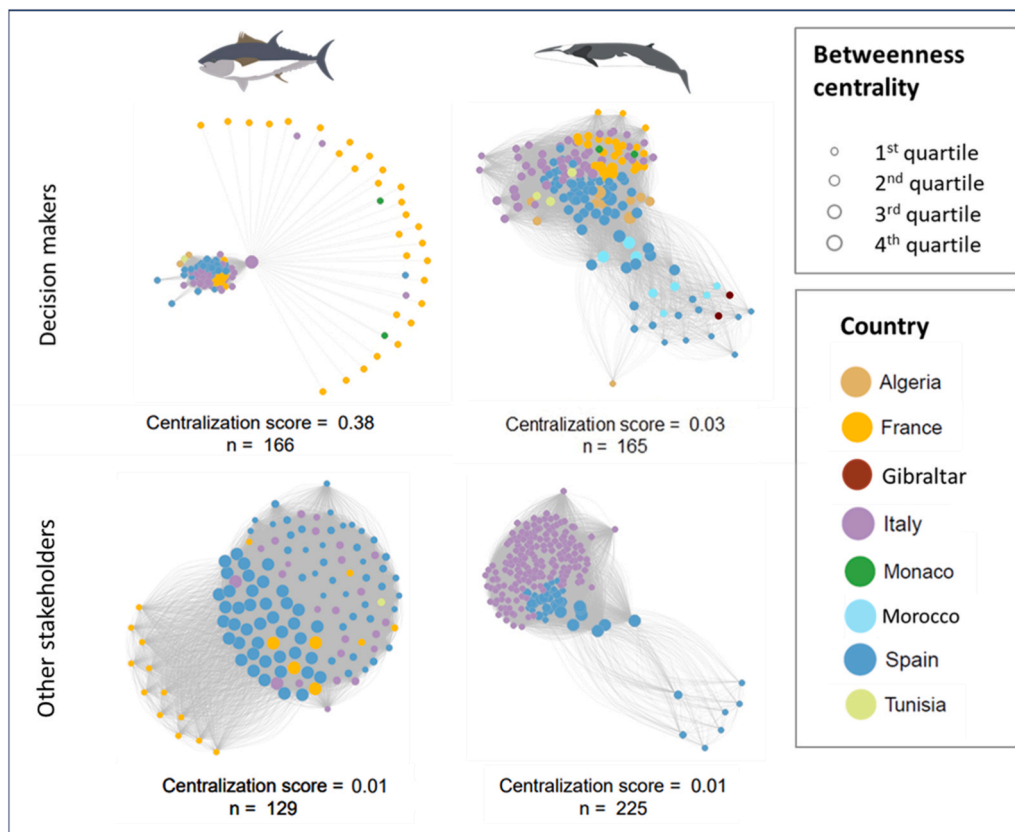 Decision makers
Centralization score = 0.38
n = 166
Centralization score = 0.03
n = 165
Other stakeholders
Centralization score = 0.01
n = 129
Centralization score = 0.01
n = 225
Betweenness
centrality
1st quartile
2nd quartile
3rd quartile
4th quartile
Country
Algeria
France
Gibraltar
Italy
Monaco
Morocco
Spain
Tunisia